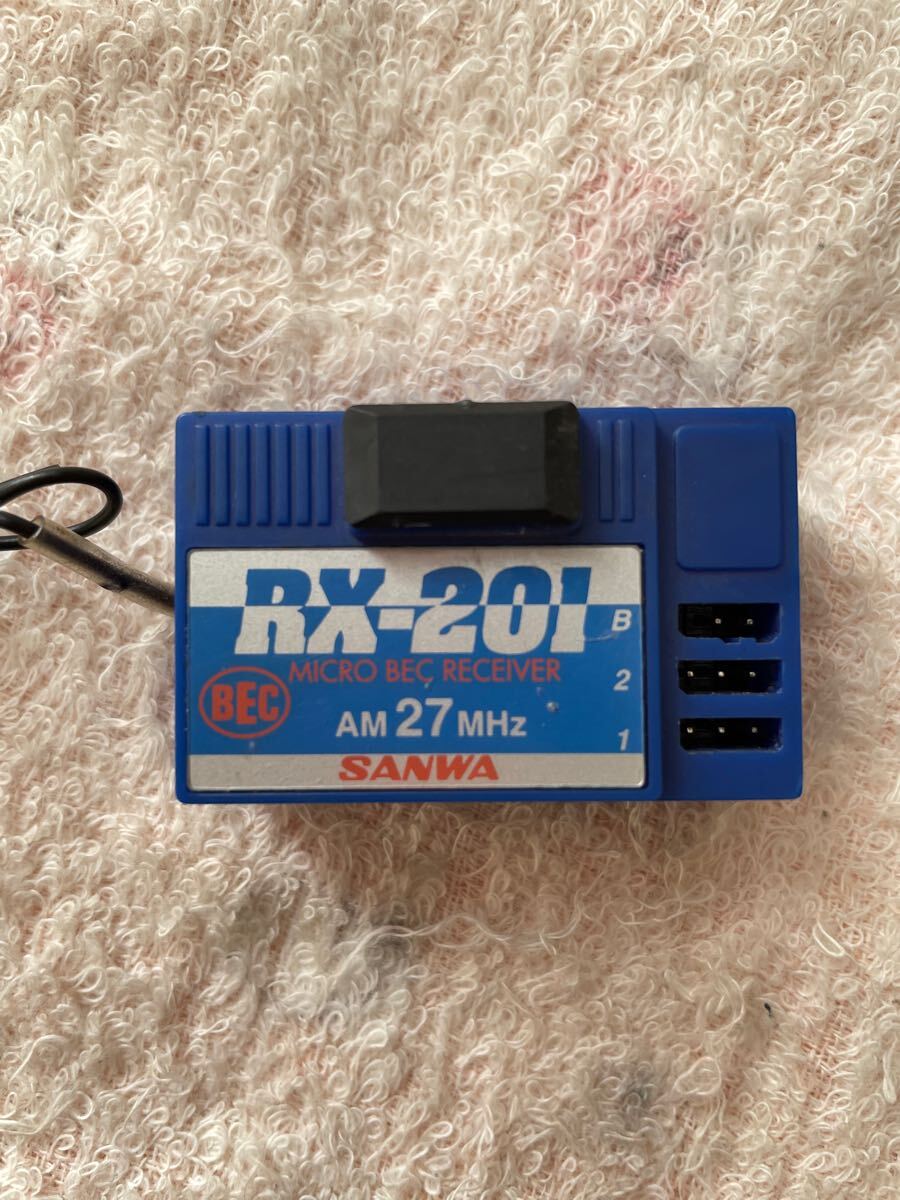 RX-201
MICRO BEC RECEIVER
BEC
AM 27 MHz
SANWA
B
2
1